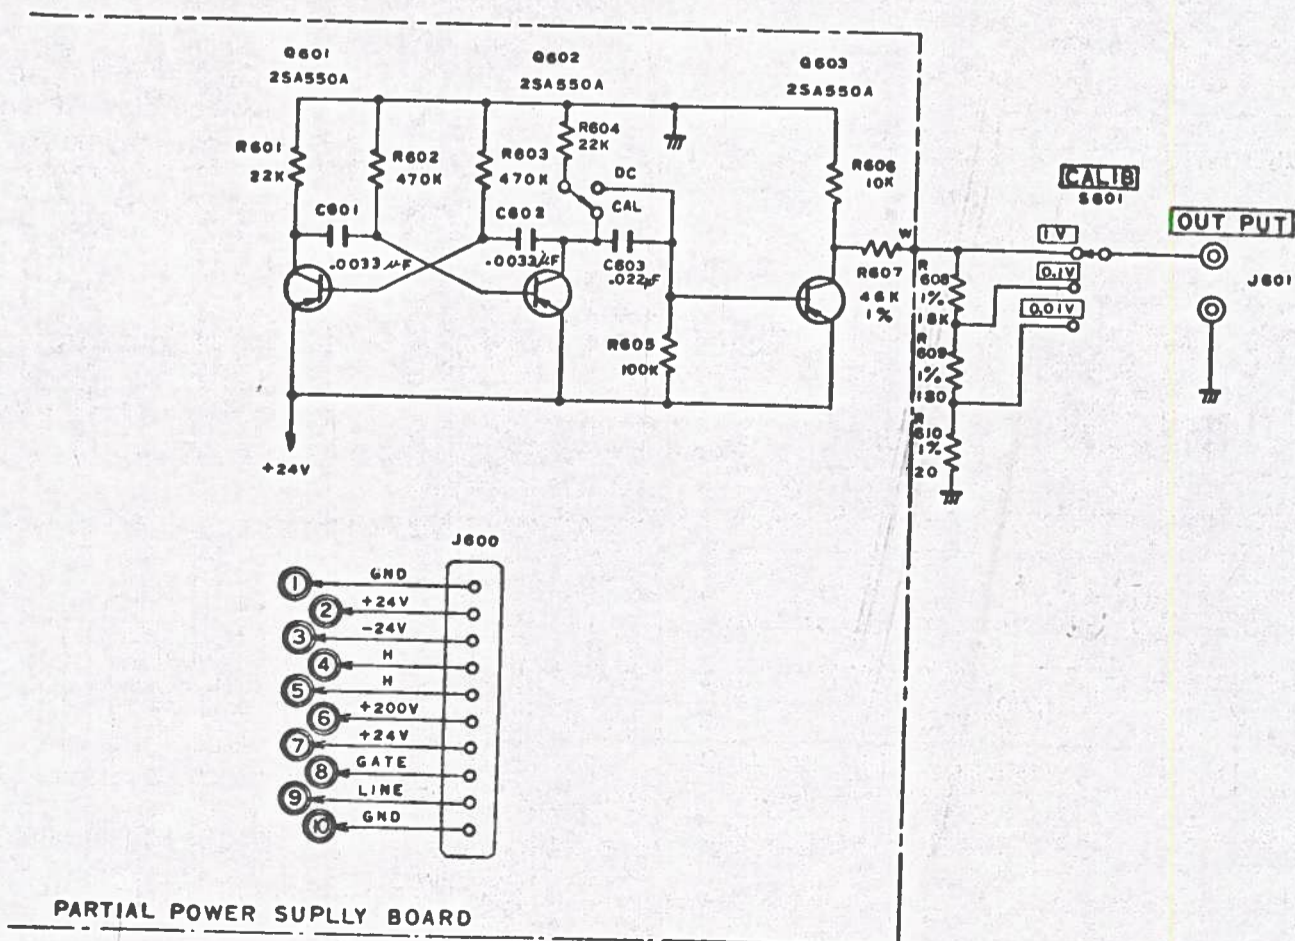 Q601
2SA550A
Q602
2SA550A
Q603
2SA550A
R601
22K
R602
470K
R603
470K
R604
22K
DC
CAL
C601
.0033μF
C602
.0033μF
C603
.022μF
R605
100K
R606
10K
W
R607
46K
1%
R
608
1%
18K
R
609
1%
180
R
610
1%
20
CALIB
S601
1V
0.1V
0.01V
OUT PUT
J601
+24V
J600
1 GND
2 +24V
3 -24V
4 H
5 H
6 +200V
7 +24V
8 GATE
9 LINE
10 GND
PARTIAL POWER SUPLLY BOARD